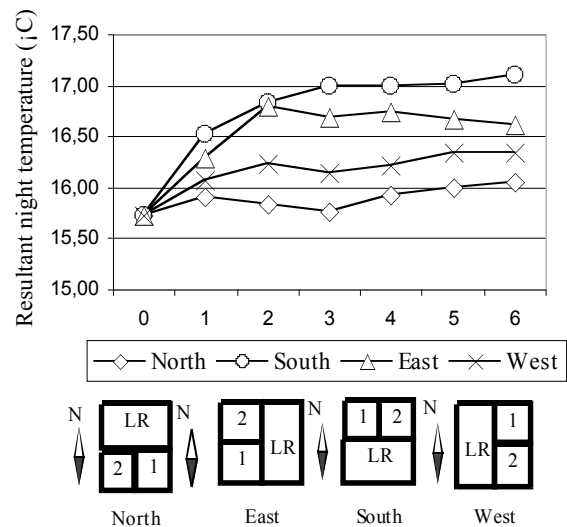 Resultant night temperature (¡C)
17,50
17,00
16,50
16,00
15,50
15,00
0 1 2 3 4 5 6
North South East West
N LR 2 1 N 2 1 LR N 1 2 LR N LR 1 2
North East South West